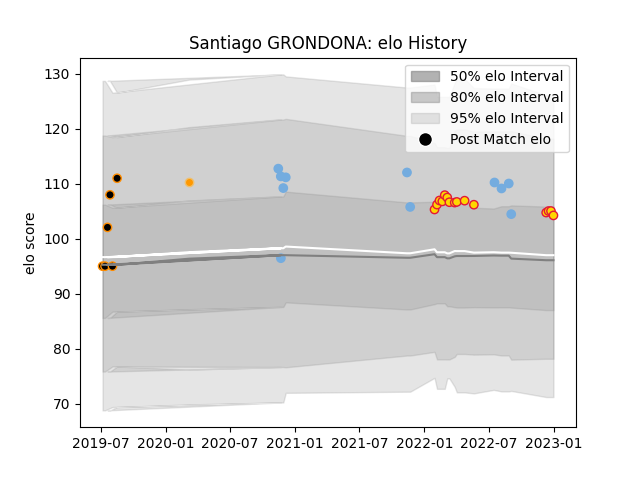 Santiago GRONDONA: elo History
50% elo Interval
80% elo Interval
95% elo Interval
Post Match elo
elo score
130
120
110
100
90
80
70
2019-07 2020-01 2020-07 2021-01 2021-07 2022-01 2022-07 2023-01